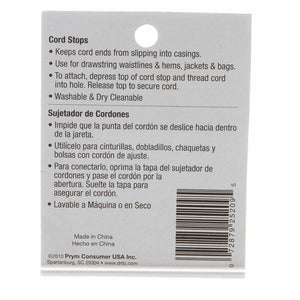 Cord Stops
• Keeps cord ends from slipping into casings.
• Use for drawstring waistlines & hems, jackets & bags.
• To attach, depress top of cord stop and thread cord
into hole. Release top to secure cord.
• Washable & Dry Cleanable
Sujetador de Cordones
• Impide que la punta del cordón se deslice hacia dentro
de la jareta.
• Utilícelo para cinturillas, dobladillos, chaquetas y
bolsas con cordón de ajuste.
• Para conectarlo, oprima la tapa del sujetador de
cordones y pase el cordón por la
abertura. Suelte la tapa para
asegurar el cordón.
• Lavable a Máquina o en Seco
Made in China
Hecho en China
©2010 Prym Consumer USA Inc.
Spartanburg, SC 29304 • www.dritz.com
0 72879 25209 5